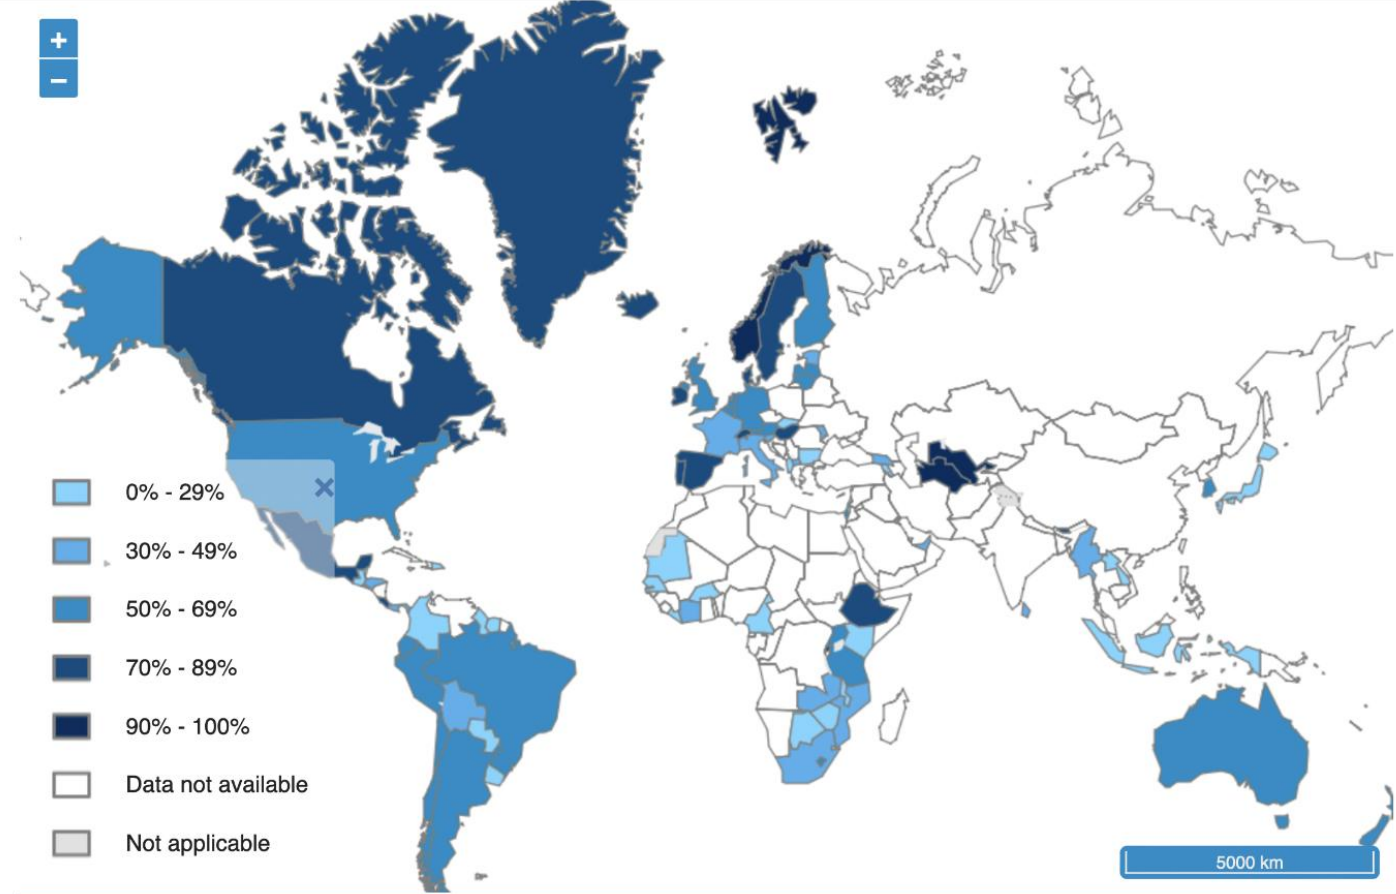 +
−
×
0% - 29%
30% - 49%
50% - 69%
70% - 89%
90% - 100%
Data not available
Not applicable
5000 km